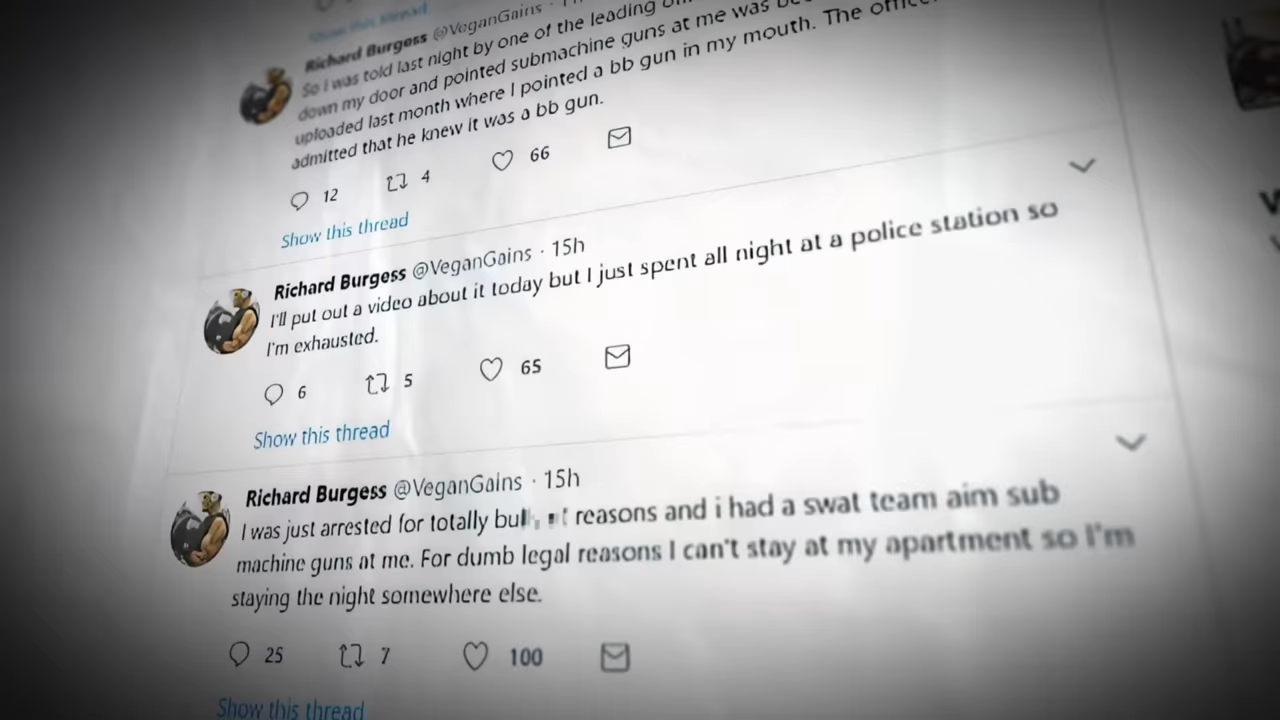 Show this thread
Richard Burgess @VeganGains
So I was told last night by one of the leading
down my door and pointed submachine guns at me was
uploaded last month where I pointed a bb gun in my mouth. The
admitted that he knew it was a bb gun.
12 4 66
Show this thread
Richard Burgess @VeganGains · 15h
I'll put out a video about it today but I just spent all night at a police station so
I'm exhausted.
6 5 65
Show this thread
Richard Burgess @VeganGains · 15h
I was just arrested for totally reasons and i had a swat team aim sub
machine guns at me. For dumb legal reasons I can't stay at my apartment so I'm
staying the night somewhere else.
25 7 100
Show this thread